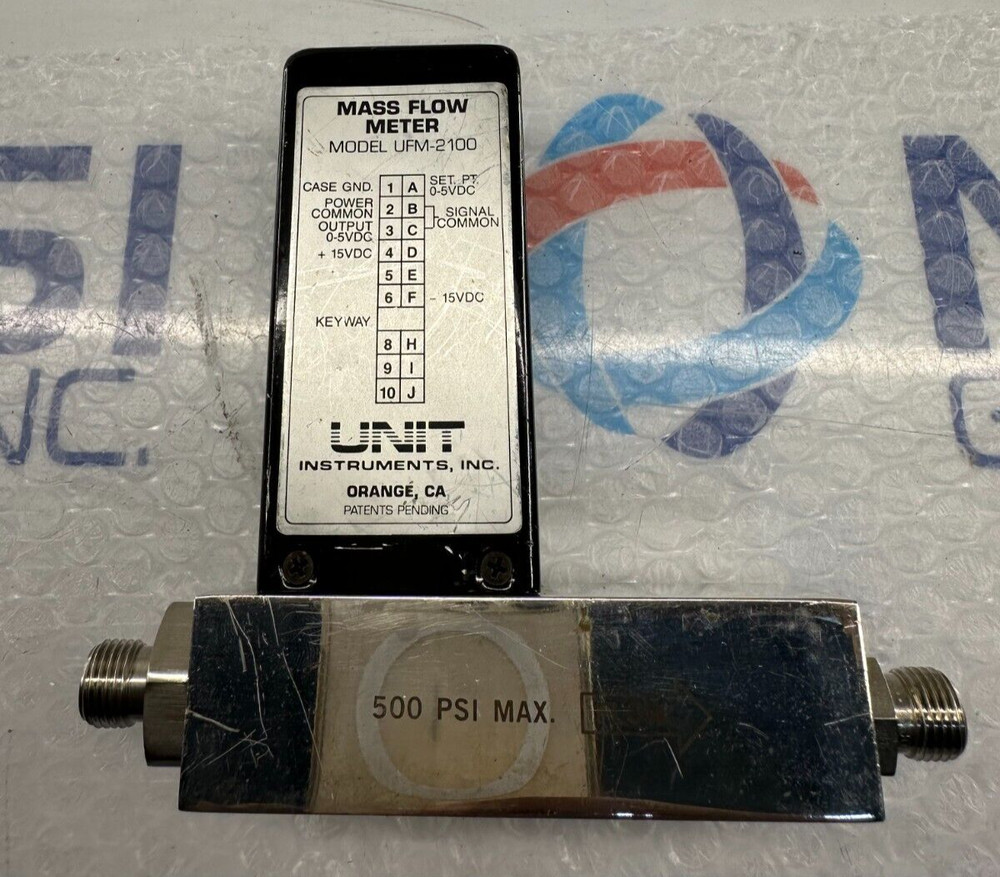 MASS FLOW
METER
MODEL UFM-2100
CASE GND. 1 A SET. PT. 0-5VDC
POWER COMMON 2 B SIGNAL COMMON
OUTPUT 0-5VDC 3 C
+ 15VDC 4 D
5 E
6 F - 15VDC
KEYWAY
8 H
9 I
10 J
UNIT
INSTRUMENTS, INC.
ORANGE, CA
PATENTS PENDING
500 PSI MAX.
SI
NC.
N
G